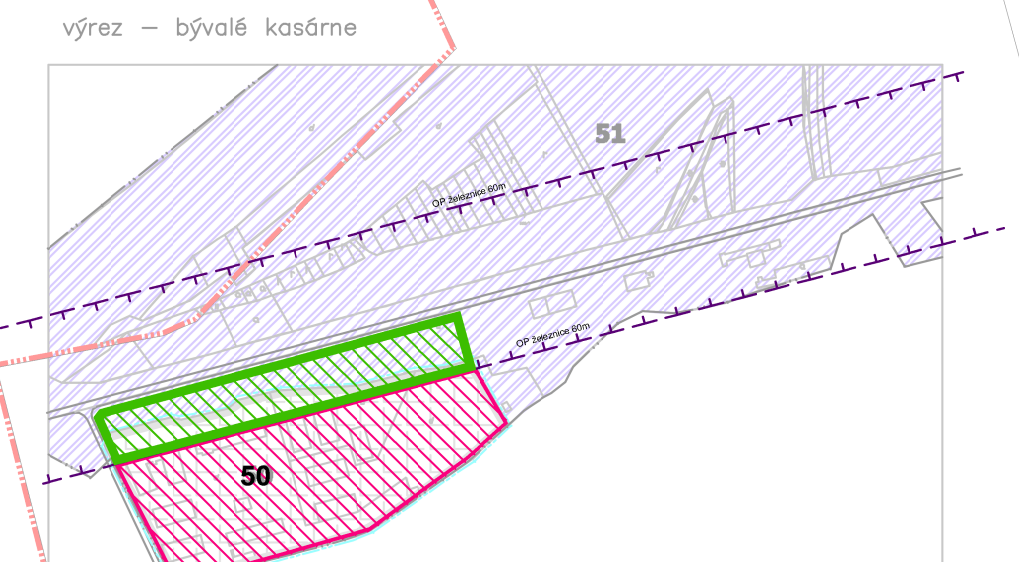 výrez – bývalé kasárne
51
OP železnice 60m
OP železnice 60m
50